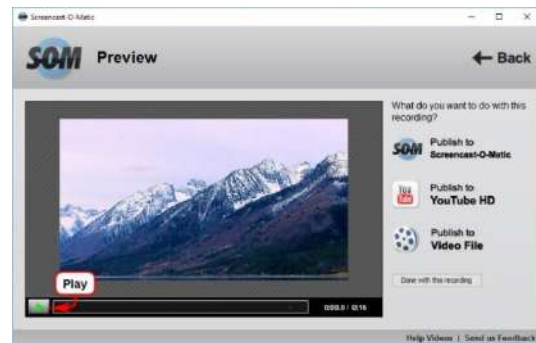 Screencast-O-Matic
SOM
Preview
Back
What do you want to do with this
recording?
SOM
Publish to
Screencast-O-Matic
You
Tube
Publish to
YouTube HD
Publish to
Video File
Done with this recording
Play
0:00.0 / 0:16
Help Videos | Send us Feedback